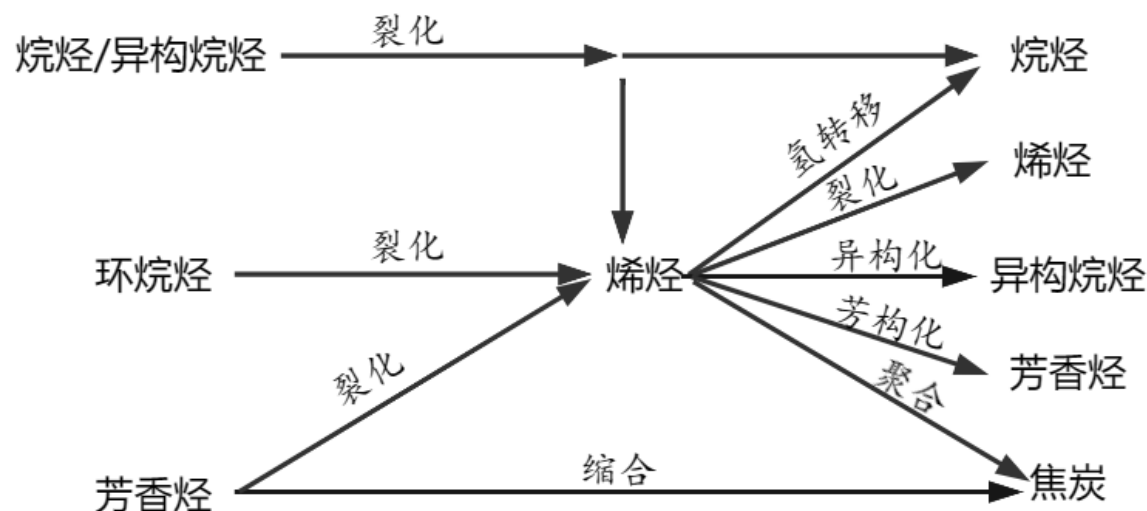 烷烃/异构烷烃
裂化
烷烃
氢转移
烯烃
裂化
环烷烃
裂化
烯烃
异构化
异构烷烃
芳构化
芳香烃
裂化
聚合
芳香烃
缩合
焦炭